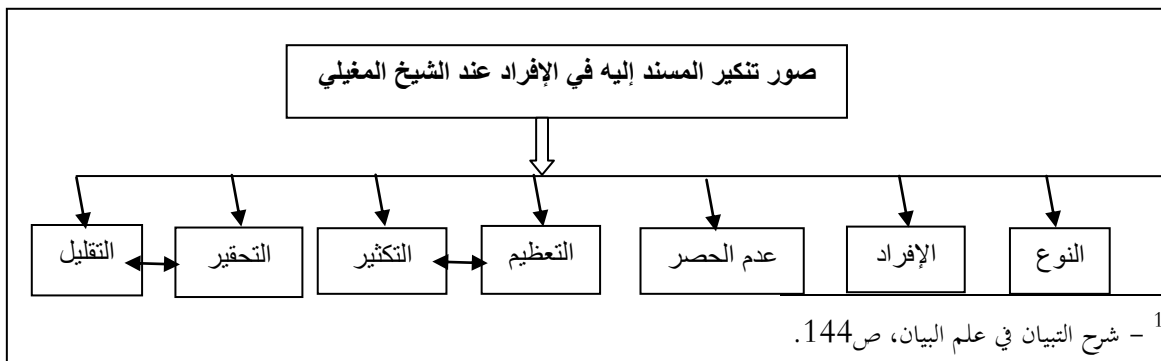 صور تنكير المسند إليه في الإفراد عند الشيخ المغيلي
النوع
الإفراد
عدم الحصر
التعظيم
التكثير
التحقير
التقليل
1 - شرح التبيان في علم البيان، ص144.